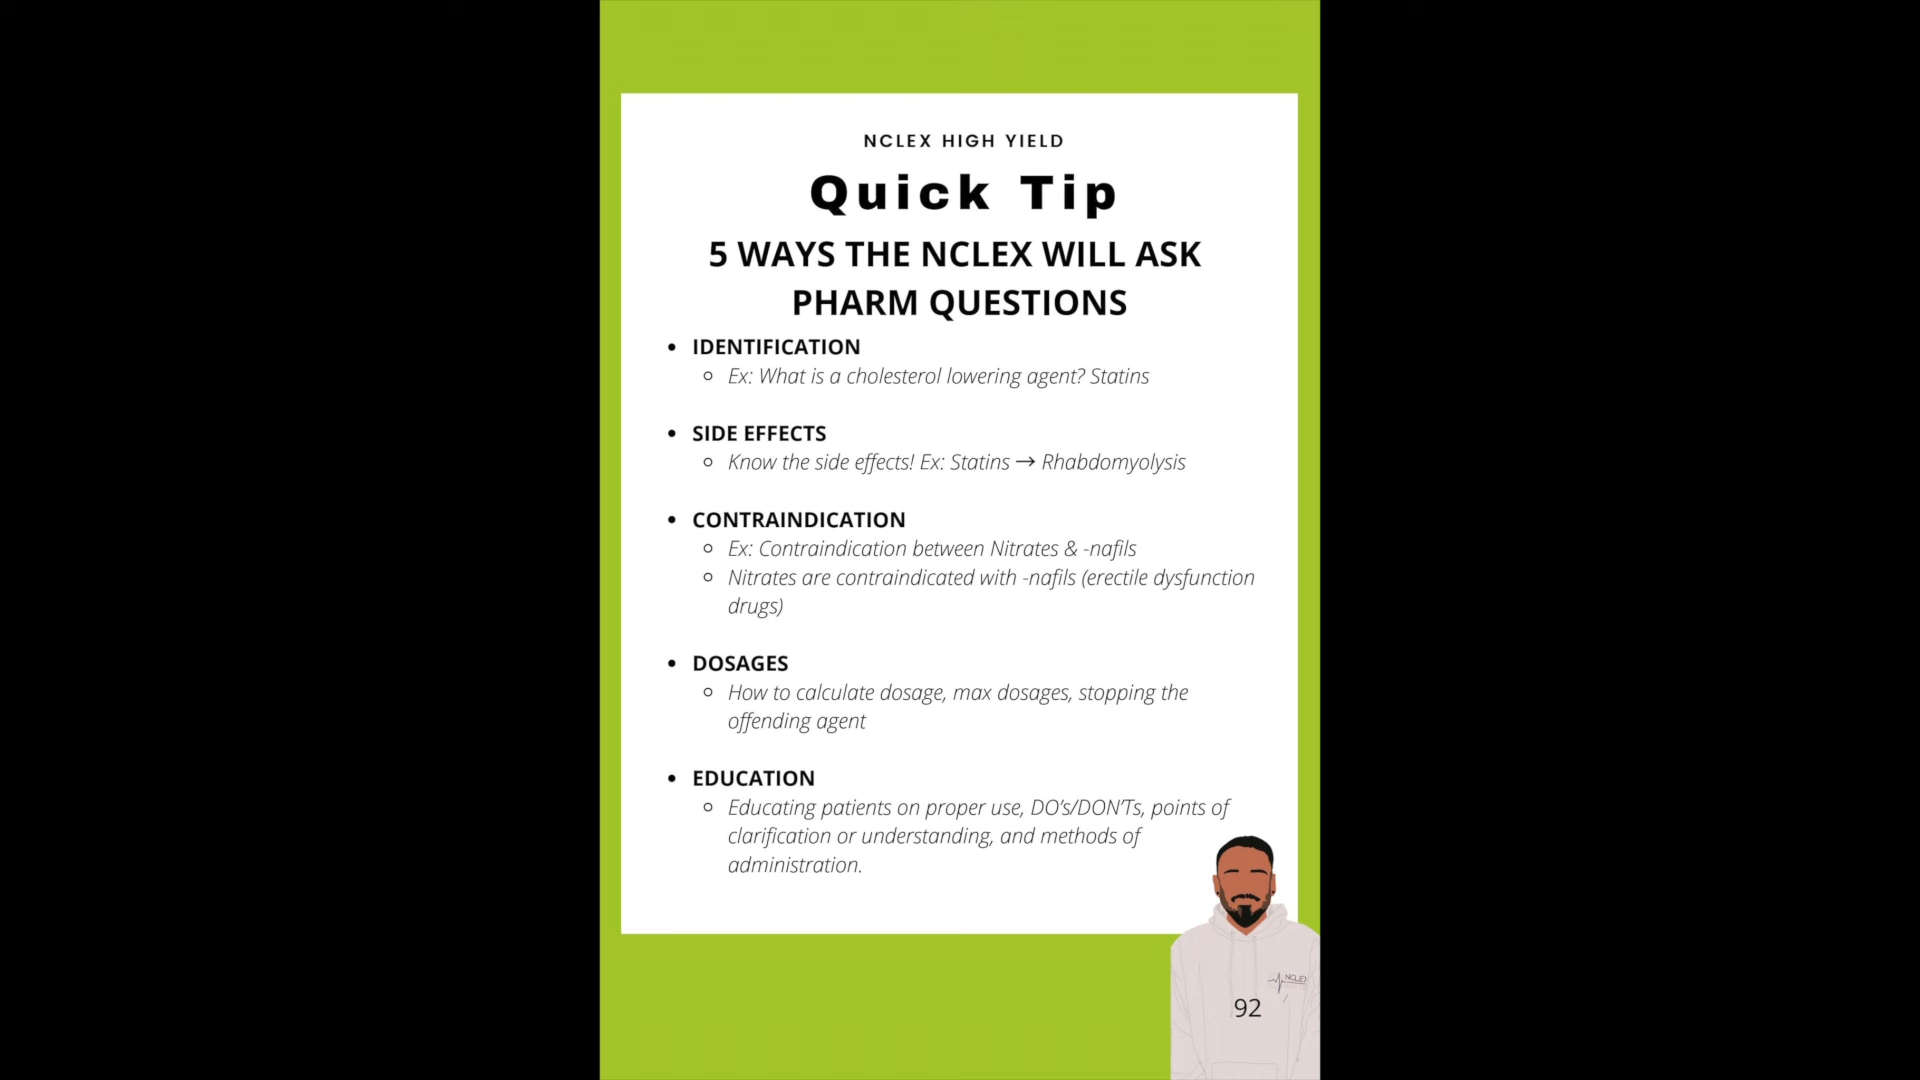 NCLEX HIGH YIELD
Quick Tip
5 WAYS THE NCLEX WILL ASK
PHARM QUESTIONS
• IDENTIFICATION
◦ Ex: What is a cholesterol lowering agent? Statins
• SIDE EFFECTS
◦ Know the side effects! Ex: Statins → Rhabdomyolysis
• CONTRAINDICATION
◦ Ex: Contraindication between Nitrates & -nafils
◦ Nitrates are contraindicated with -nafils (erectile dysfunction
drugs)
• DOSAGES
◦ How to calculate dosage, max dosages, stopping the
offending agent
• EDUCATION
◦ Educating patients on proper use, DO's/DON'Ts, points of
clarification or understanding, and methods of
administration.
92